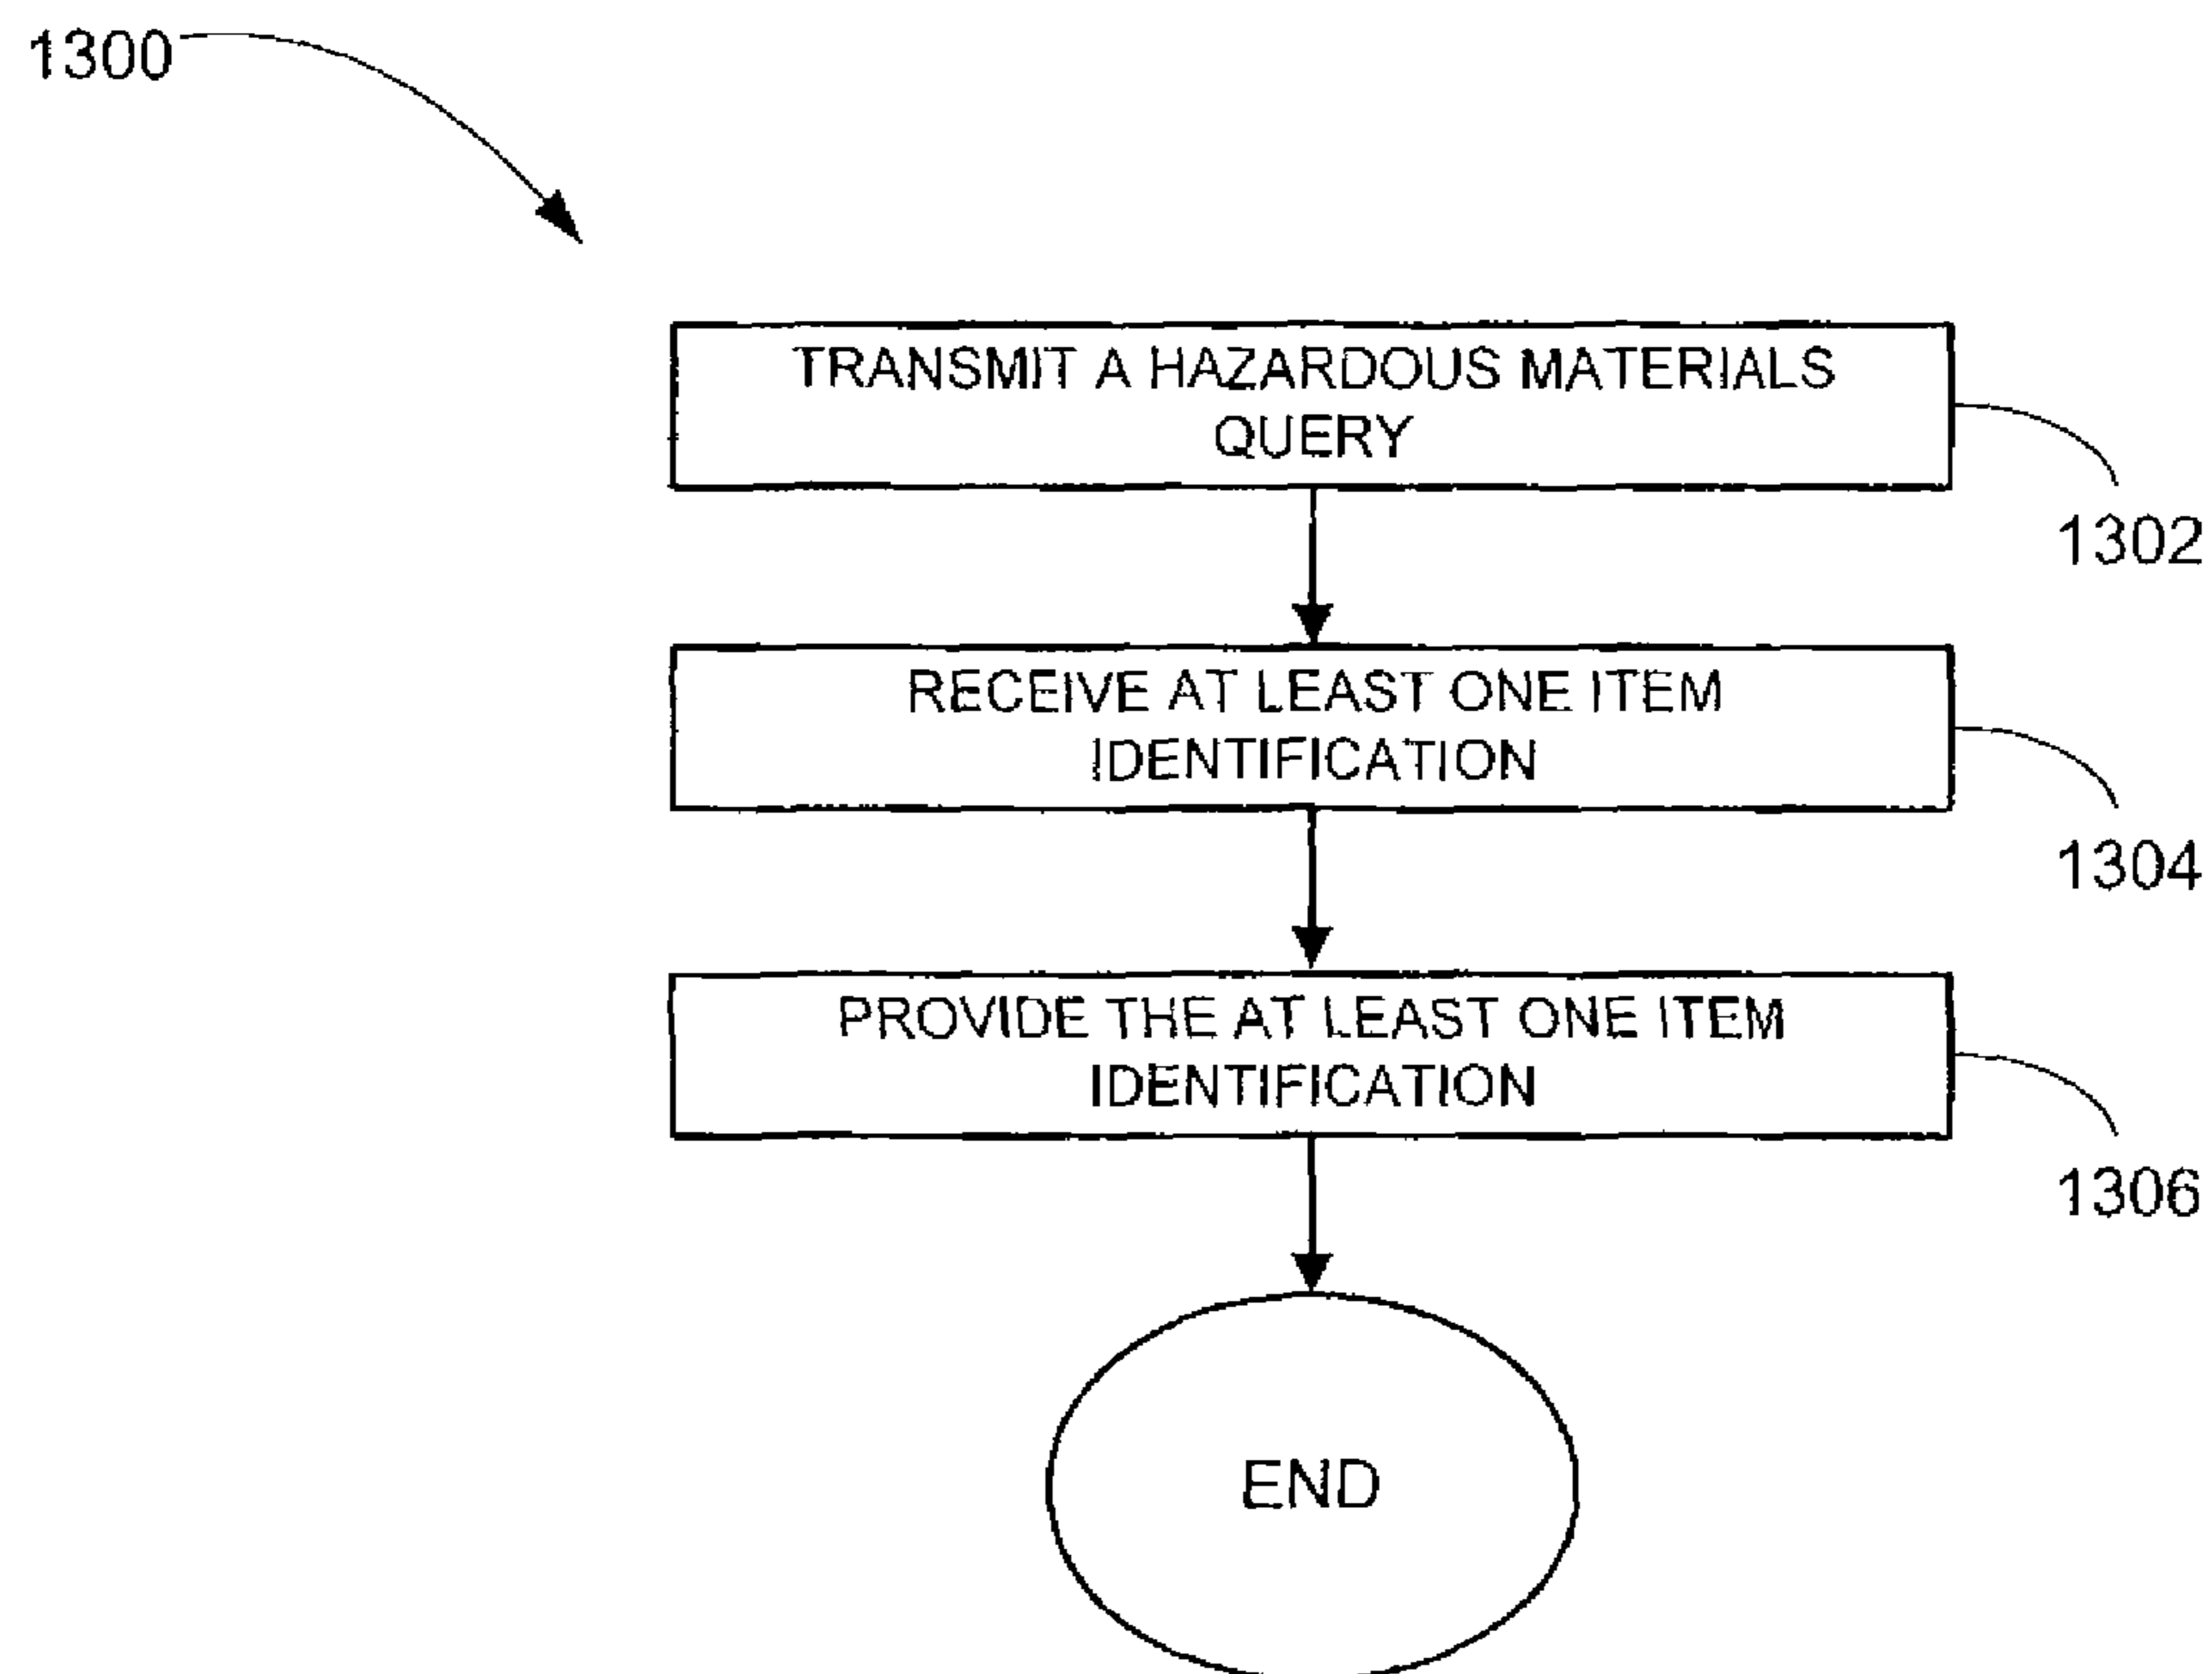 1300
TRANSMIT A HAZARDOUS MATERIALS
QUERY
1302
RECEIVE AT LEAST ONE ITEM
IDENTIFICATION
1304
PROVIDE THE AT LEAST ONE ITEM
IDENTIFICATION
1306
END